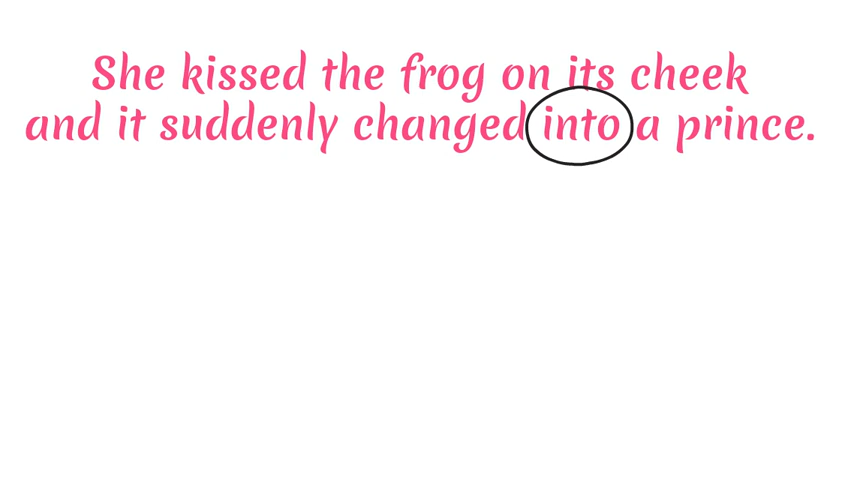 She kissed the frog on its cheek
and it suddenly changed into a prince.